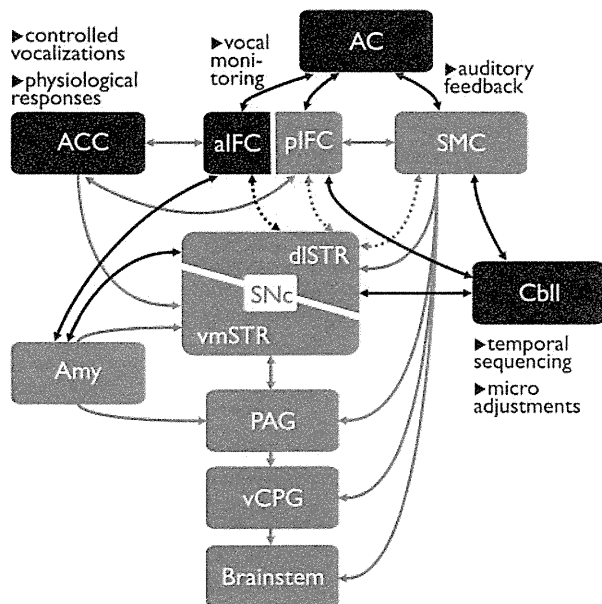 ▶controlled
vocalizations
▶physiological
responses
▶vocal
moni-
toring
AC
▶auditory
feedback
ACC
aIFC
pIFC
SMC
dlSTR
SNc
vmSTR
Cbll
▶temporal
sequencing
▶micro
adjustments
Amy
PAG
vCPG
Brainstem